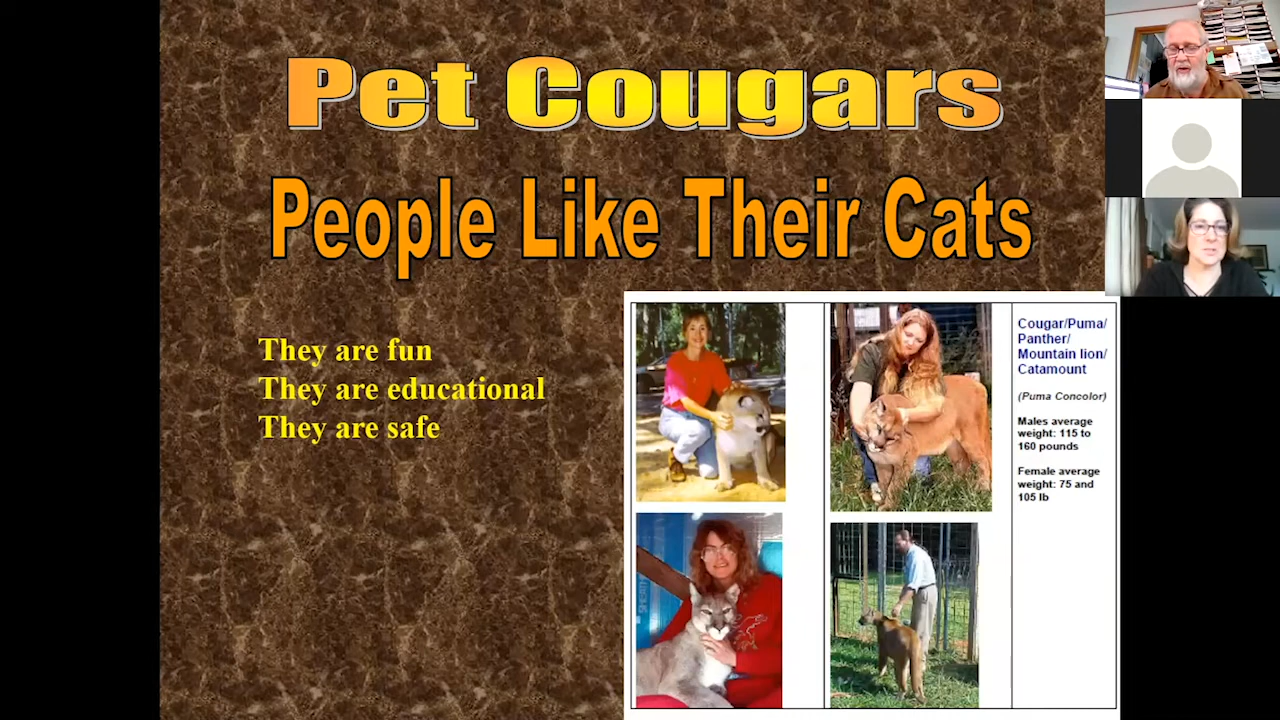 Pet Cougars
People Like Their Cats
They are fun
They are educational
They are safe
Cougar/Puma/
Panther/
Mountain lion/
Catamount
(Puma Concolor)
Males average
weight: 115 to
160 pounds
Female average
weight: 75 and
105 lb